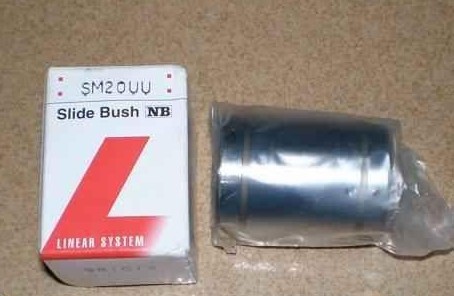 SM20UU
Slide Bush NB
LINEAR SYSTEM